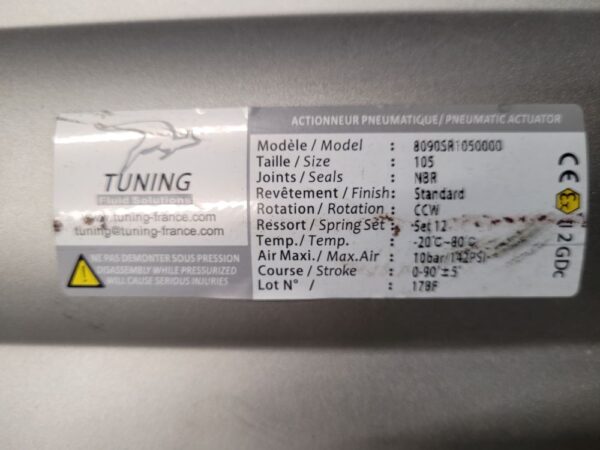 TUNING
Fluid Solutions
www.tuning-france.com
tuning@tuning-france.com
NE PAS DEMONTER SOUS PRESSION
DISASSEMBLY WHILE PRESSURIZED
WILL CAUSE SERIOUS INJURIES
ACTIONNEUR PNEUMATIQUE/ PNEUMATIC ACTUATOR
Modèle / Model : 8090SR1050000
Taille / Size : 105
Joints / Seals : NBR
Revêtement / Finish: Standard
Rotation / Rotation : CCW
Ressort / Spring Set : Set 12
Temp./ Temp. : -20°C~80°C
Air Maxi./ Max.Air : 10bar/(142PSI)
Course / Stroke : 0-90°±5°
Lot N° / : 178F
CE
Ex
II 2 GDc